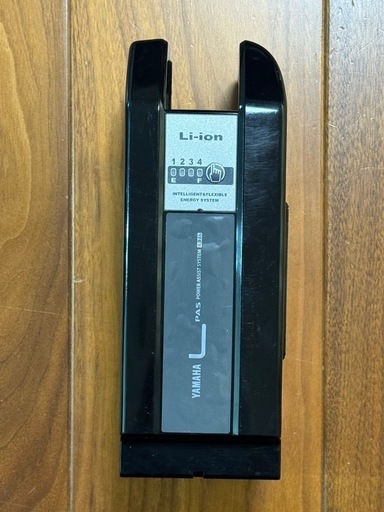 Li-ion
1 2 3 4
E F
INTELLIGENT&FLEXIBLE
ENERGY SYSTEM
YAMAHA L
PAS POWER ASSIST SYSTEM